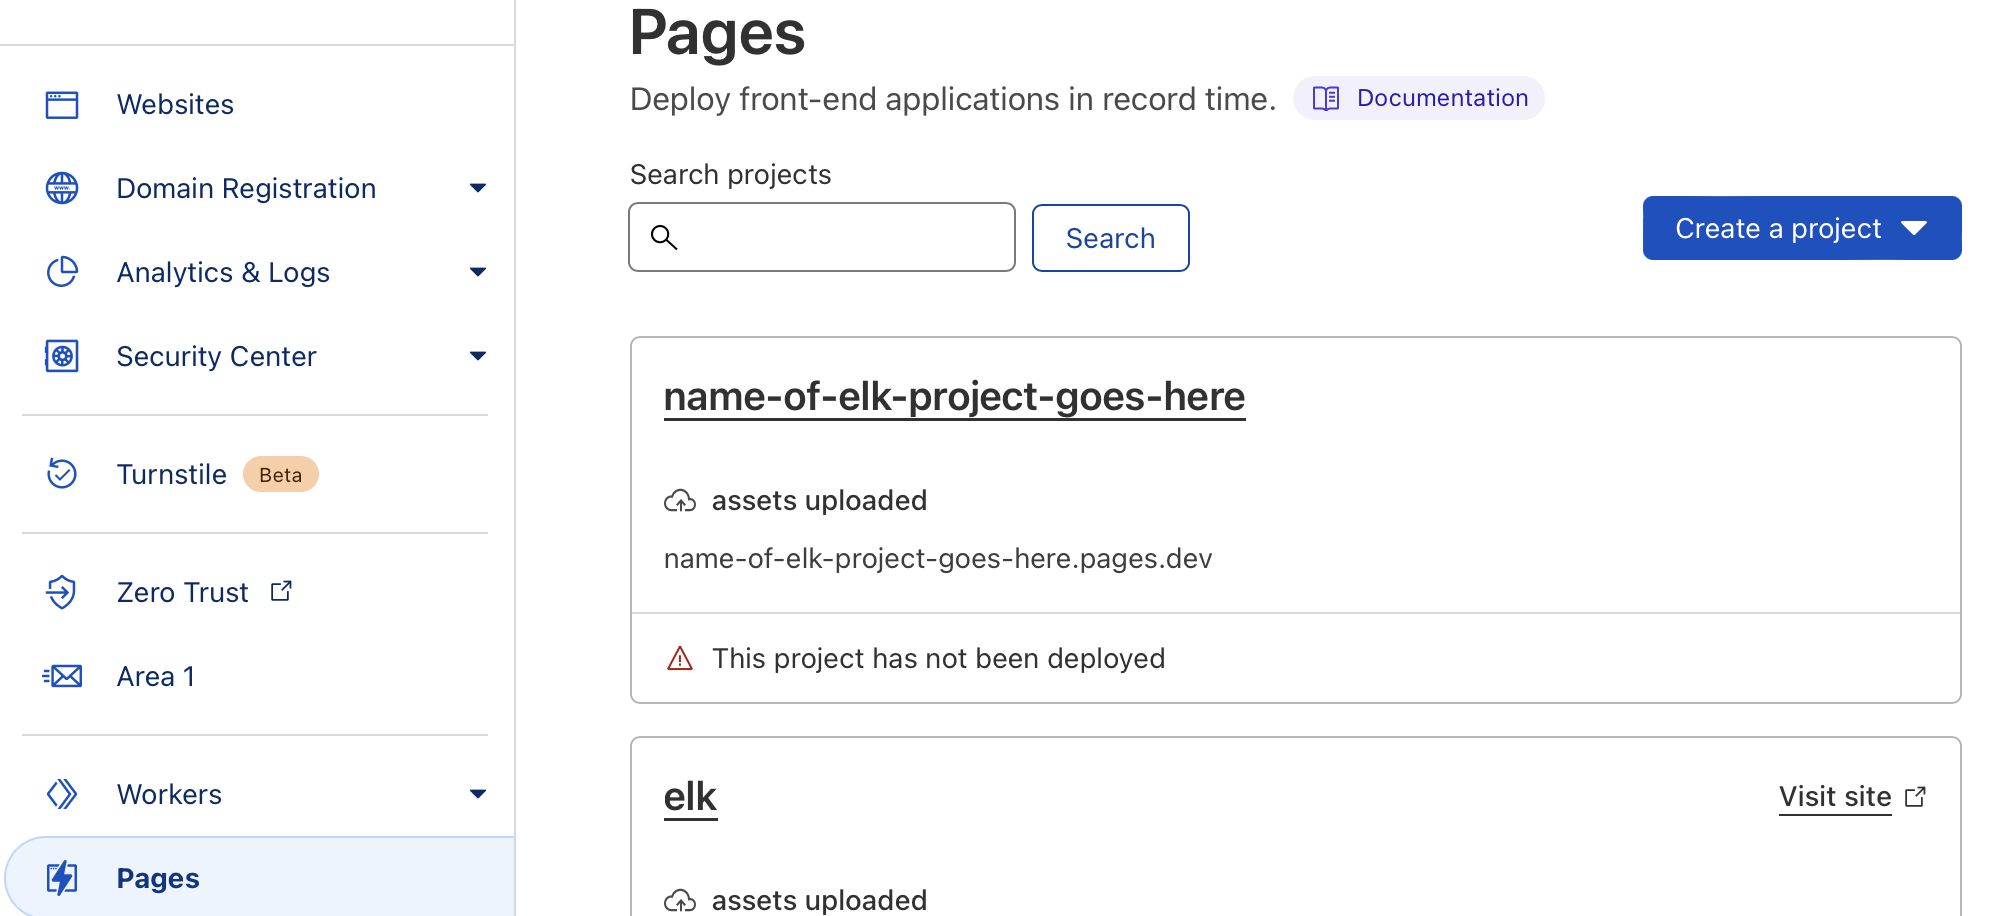 Websites
Domain Registration
Analytics & Logs
Security Center
Turnstile Beta
Zero Trust
Area 1
Workers
Pages
Pages
Deploy front-end applications in record time. Documentation
Search projects
Search
Create a project
name-of-elk-project-goes-here
assets uploaded
name-of-elk-project-goes-here.pages.dev
This project has not been deployed
elk
Visit site
assets uploaded